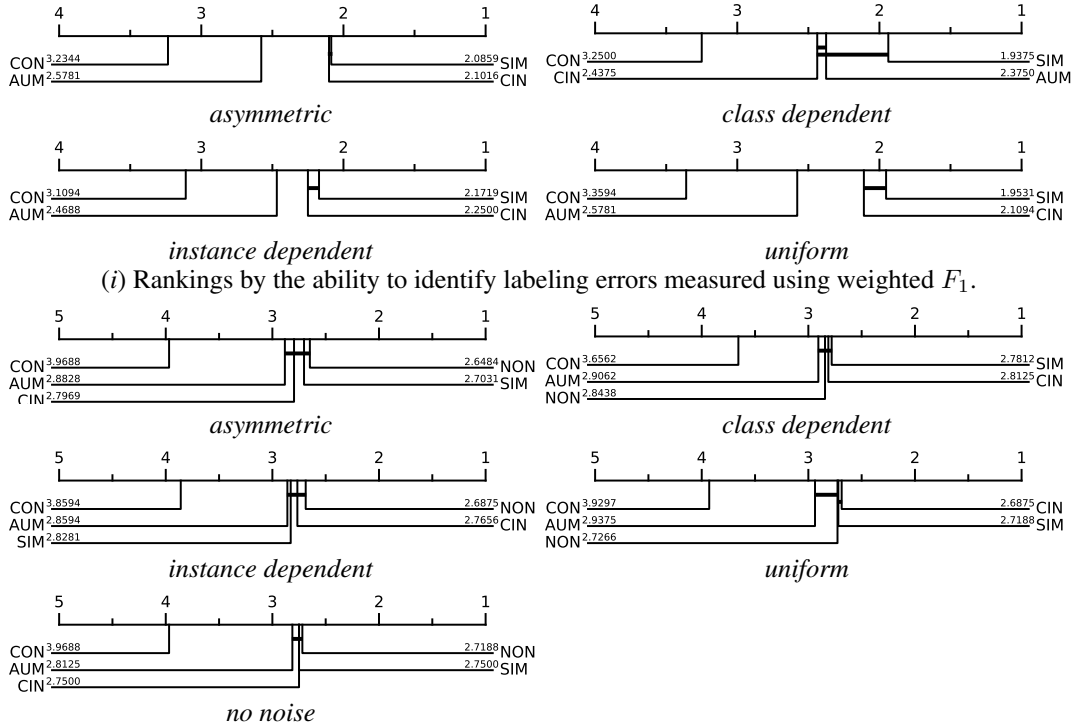 4 3 2 1
CON 3.2344 2.0859 SIM
AUM 2.5781 2.1016 CIN
asymmetric
4 3 2 1
CON 3.2500 1.9375 SIM
CIN 2.4375 2.3750 AUM
class dependent
4 3 2 1
CON 3.1094 2.1719 SIM
AUM 2.4688 2.2500 CIN
instance dependent
4 3 2 1
CON 3.3594 1.9531 SIM
AUM 2.5781 2.1094 CIN
uniform
(i) Rankings by the ability to identify labeling errors measured using weighted F1.
5 4 3 2 1
CON 3.9688 2.6484 NON
AUM 2.8828 2.7031 SIM
CIN 2.7969
asymmetric
5 4 3 2 1
CON 3.6562 2.7812 SIM
AUM 2.9062 2.8125 CIN
NON 2.8438
class dependent
5 4 3 2 1
CON 3.8594 2.6875 NON
AUM 2.8594 2.7656 CIN
SIM 2.8281
instance dependent
5 4 3 2 1
CON 3.9297 2.6875 CIN
AUM 2.9375 2.7188 SIM
NON 2.7266
uniform
5 4 3 2 1
CON 3.9688 2.7188 NON
AUM 2.8125 2.7500 SIM
CIN 2.7500
no noise